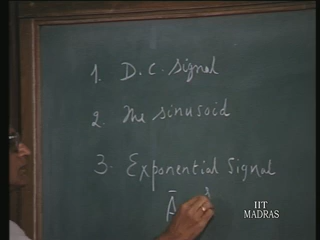 1. D.C. Signal
2. The sinusoid
3. Exponential Signal
Ā
IIT
MADRAS